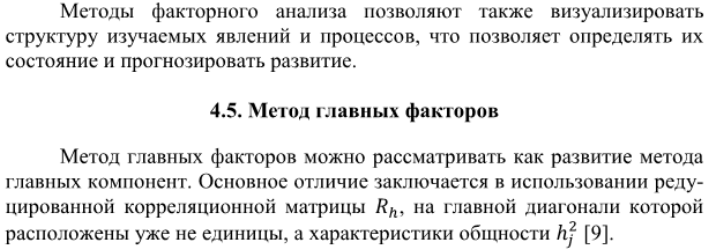 Методы факторного анализа позволяют также визуализировать
структуру изучаемых явлений и процессов, что позволяет определять их
состояние и прогнозировать развитие.
4.5. Метод главных факторов
Метод главных факторов можно рассматривать как развитие метода
главных компонент. Основное отличие заключается в использовании реду-
цированной корреляционной матрицы R_h, на главной диагонали которой
расположены уже не единицы, а характеристики общности h_j^2 [9].